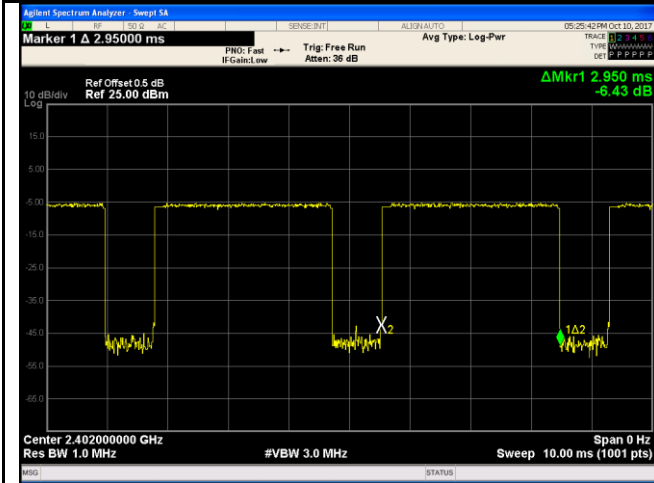 Agilent Spectrum Analyzer - Swept SA
L RF 50 Ω AC SENSE:INT ALIGN AUTO 05:25:42 PM Oct 10, 2017
Marker 1 Δ 2.95000 ms
PNO: Fast
IFGain:Low
Trig: Free Run
Atten: 36 dB
Avg Type: Log-Pwr
TRACE 1 2 3 4 5 6
TYPE
DET P P P P P P
ΔMkr1 2.950 ms
-6.43 dB
Ref Offset 0.5 dB
10 dB/div Ref 25.00 dBm
Log
15.0
5.00
-5.00
-15.0
-25.0
-35.0
-45.0
-55.0
-65.0
X2
1Δ2
Center 2.402000000 GHz Span 0 Hz
Res BW 1.0 MHz #VBW 3.0 MHz Sweep 10.00 ms (1001 pts)
MSG STATUS